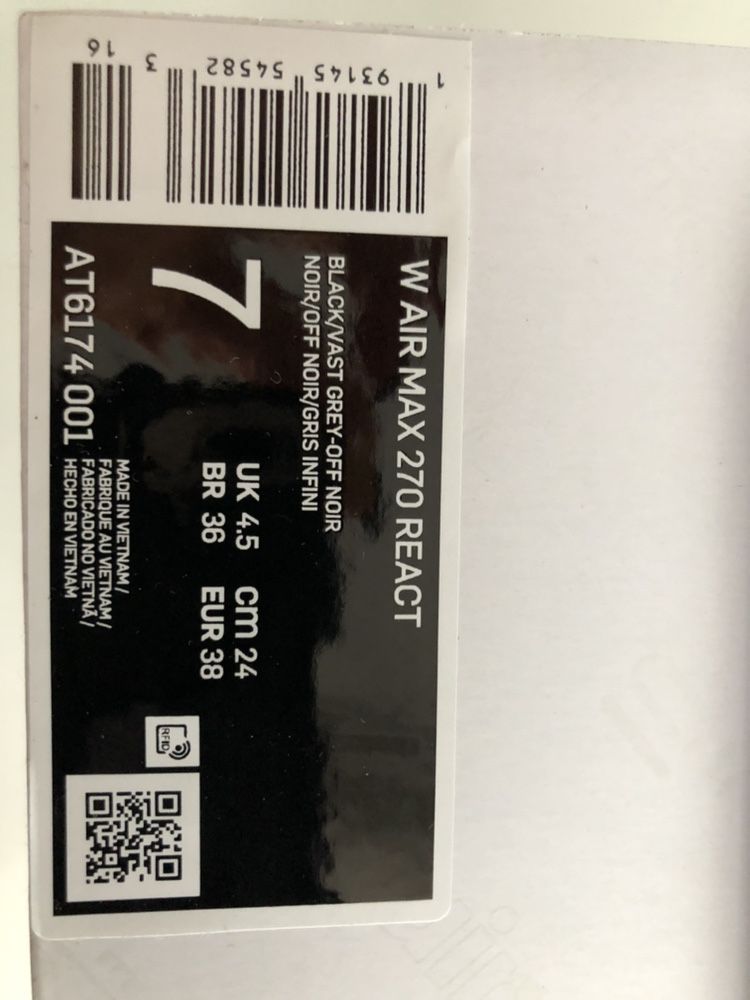 W AIR MAX 270 REACT
BLACK/VAST GREY-OFF NOIR
NOIR/OFF NOIR/GRIS INFINI
7
UK 4.5 cm 24
BR 36 EUR 38
AT6174 001
MADE IN VIETNAM /
FABRIQUE AU VIETNAM /
FABRICADO NO VIETNÃ /
HECHO EN VIETNAM
RFID
1 93145 54582 3 16